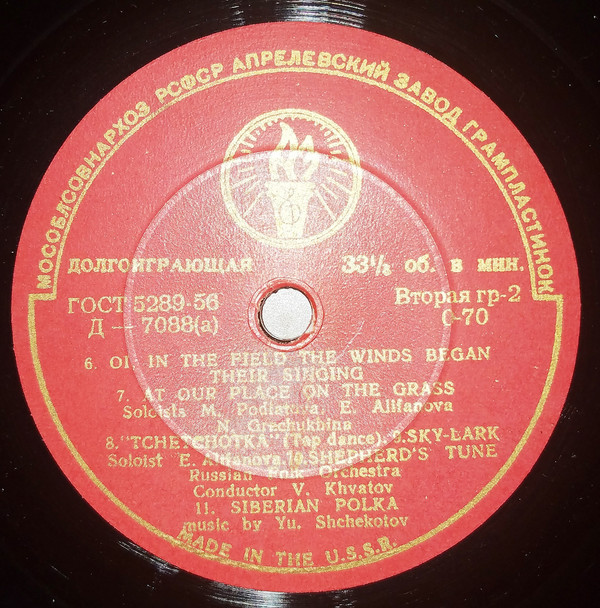 МОСОБЛСОВНАРХОЗ РСФСР АПРЕЛЕВСКИЙ ЗАВОД ГРАМПЛАСТИНОК
ДОЛГОИГРАЮЩАЯ 33⅓ об. в мин.
ГОСТ 5289-56 Вторая гр-2
Д — 7088(а) 0-70
6. OI, IN THE FIELD THE WINDS BEGAN
THEIR SINGING
7. AT OUR PLACE ON THE GRASS
Soloists M. Podlatova, E. Alifanova
N. Grechukhina
8. "TCHETCHOTKA" (Tap dance). 9. SKY-LARK
Soloist E. Alifanova. 10. SHEPHERD'S TUNE
Russian Folk Orchestra
Conductor V. Khvatov
11. SIBERIAN POLKA
music by Yu. Shchekotov
MADE IN THE U.S.S.R.